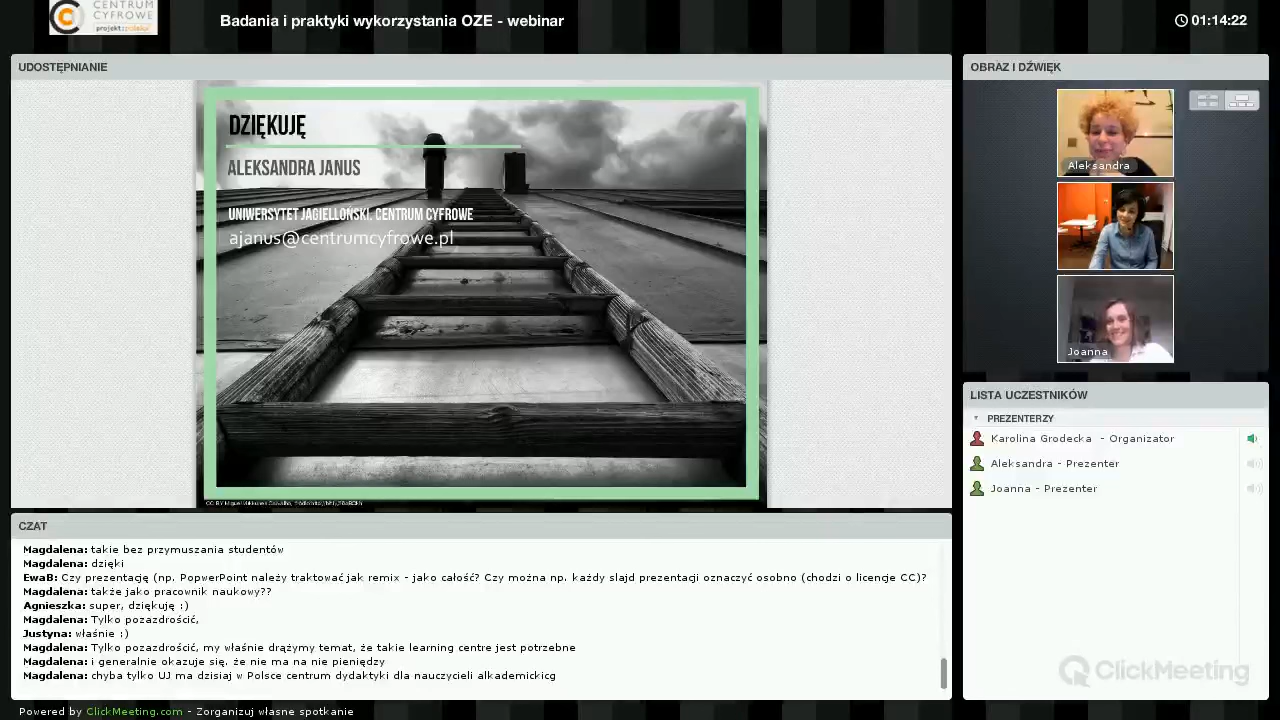 CENTRUM
CYFROWE
Badania i praktyki wykorzystania OZE - webinar
01:14:22
UDOSTĘPNIANIE
DZIĘKUJĘ
ALEKSANDRA JANUS
UNIWERSYTET JAGIELLOŃSKI, CENTRUM CYFROWE
ajanus@centrumcyfrowe.pl
OBRAZ I DŹWIĘK
Aleksandra
Joanna
LISTA UCZESTNIKÓW
PREZENTERZY
Karolina Grodecka - Organizator
Aleksandra - Prezenter
Joanna - Prezenter
CZAT
Magdalena: takie bez przymuszania studentów
Magdalena: dzięki
EwaB: Czy prezentację (np. PopwerPoint należy traktować jak remix - jako całość? Czy można np. każdy slajd prezentacji oznaczyć osobno (chodzi o licencje CC)?
Magdalena: także jako pracownik naukowy??
Agnieszka: super, dziękuję :)
Magdalena: Tylko pozazdrościć,
Justyna: właśnie :)
Magdalena: Tylko pozazdrościć, my właśnie drążymy temat, że takie learning centre jest potrzebne
Magdalena: i generalnie okazuje się. że nie ma na nie pieniędzy
Magdalena: chyba tylko UJ ma dzisiaj w Polsce centrum dydaktyki dla nauczycieli alkademickicg
ClickMeeting
Powered by ClickMeeting.com - Zorganizuj własne spotkanie